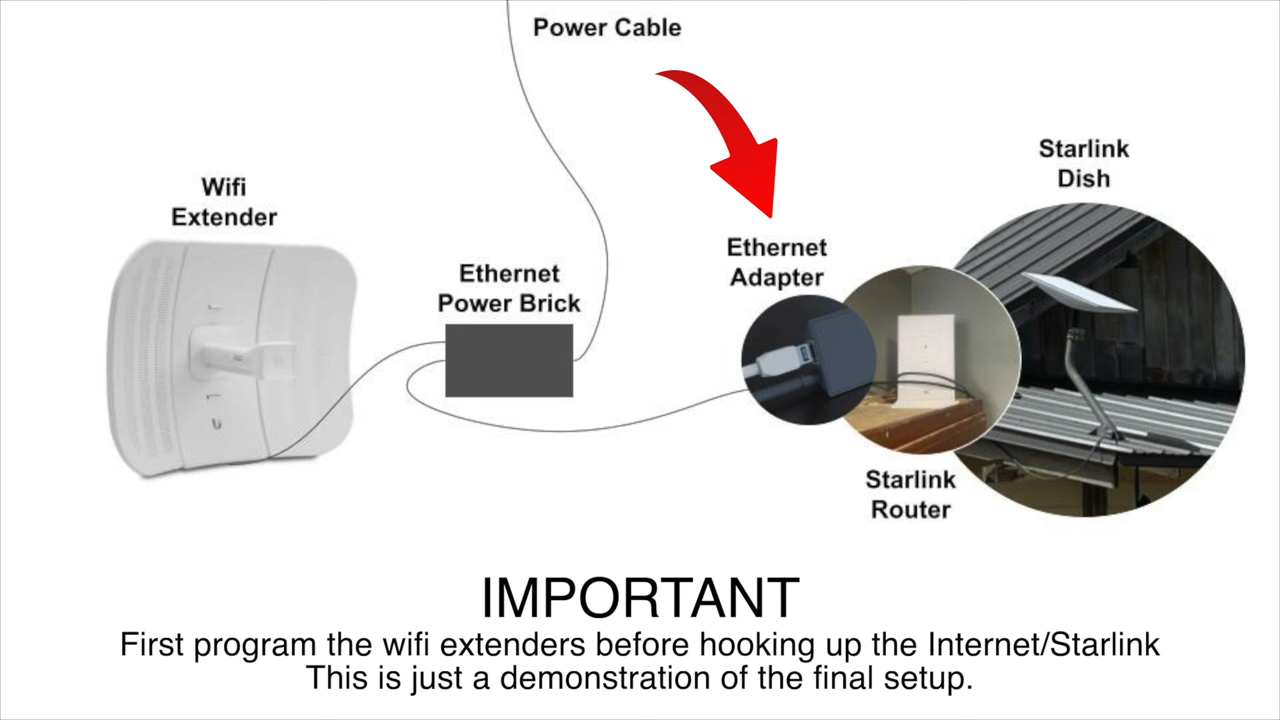 Power Cable
Starlink
Dish
Wifi
Extender
Ethernet
Adapter
Ethernet
Power Brick
Starlink
Router
IMPORTANT
First program the wifi extenders before hooking up the Internet/Starlink
This is just a demonstration of the final setup.